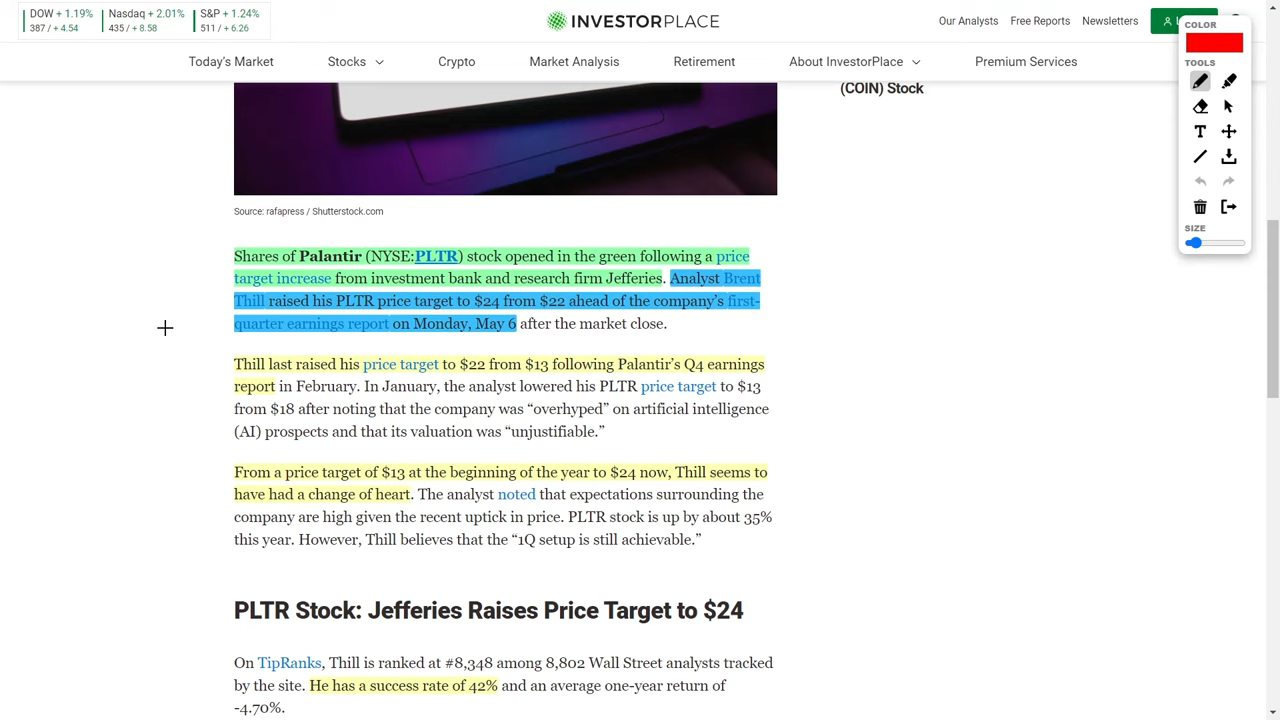 DOW + 1.19% Nasdaq + 2.01% S&P + 1.24%
387 / + 4.54 435 / + 8.58 511 / + 6.26
INVESTORPLACE
Our Analysts Free Reports Newsletters
COLOR
Today's Market Stocks Crypto Market Analysis Retirement About InvestorPlace Premium Services
TOOLS
(COIN) Stock
T
SIZE
Source: rafapress / Shutterstock.com
Shares of Palantir (NYSE:PLTR) stock opened in the green following a price
target increase from investment bank and research firm Jefferies. Analyst Brent
Thill raised his PLTR price target to $24 from $22 ahead of the company’s first-
quarter earnings report on Monday, May 6 after the market close.
Thill last raised his price target to $22 from $13 following Palantir’s Q4 earnings
report in February. In January, the analyst lowered his PLTR price target to $13
from $18 after noting that the company was “overhyped” on artificial intelligence
(AI) prospects and that its valuation was “unjustifiable.”
From a price target of $13 at the beginning of the year to $24 now, Thill seems to
have had a change of heart. The analyst noted that expectations surrounding the
company are high given the recent uptick in price. PLTR stock is up by about 35%
this year. However, Thill believes that the “1Q setup is still achievable.”
PLTR Stock: Jefferies Raises Price Target to $24
On TipRanks, Thill is ranked at #8,348 among 8,802 Wall Street analysts tracked
by the site. He has a success rate of 42% and an average one-year return of
-4.70%.